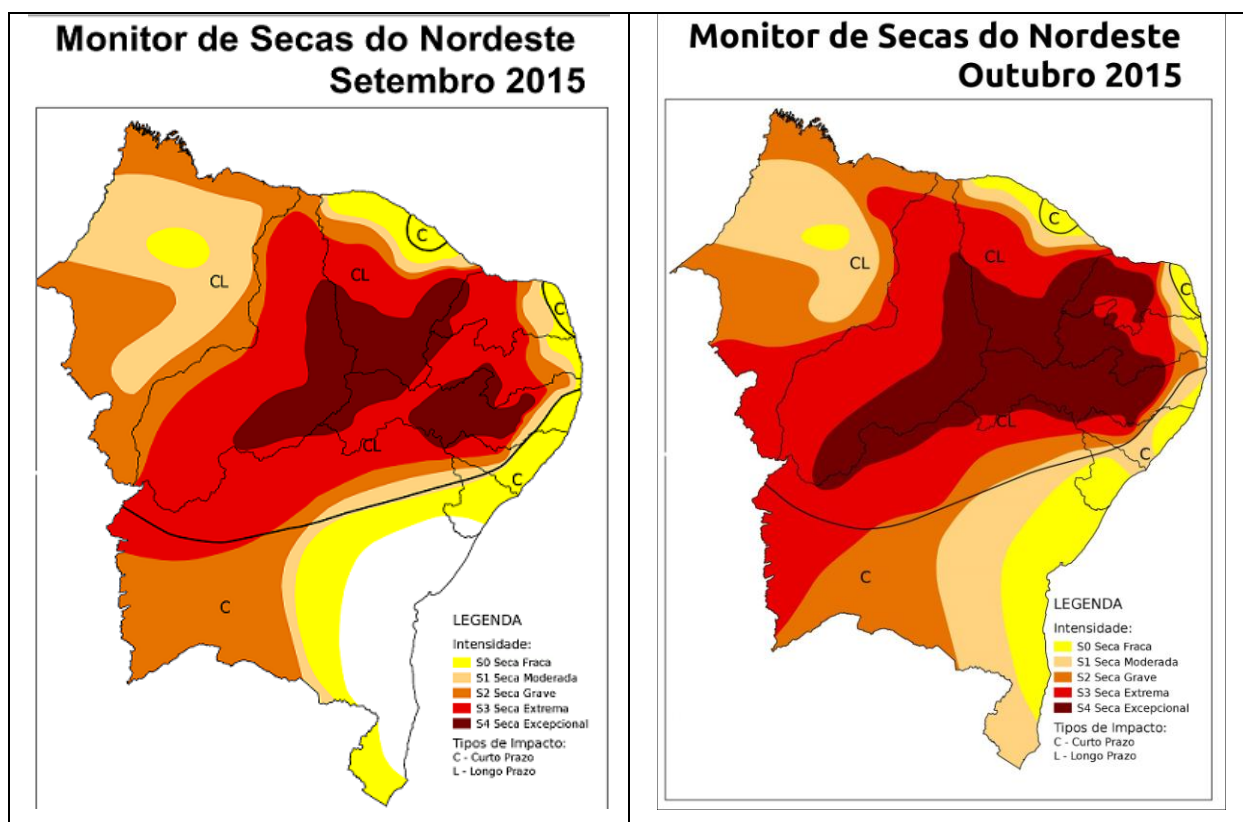 Monitor de Secas do Nordeste
Setembro 2015
C
CL
CL
C
CL
C
C
LEGENDA
Intensidade:
S0 Seca Fraca
S1 Seca Moderada
S2 Seca Grave
S3 Seca Extrema
S4 Seca Excepcional
Tipos de Impacto:
C - Curto Prazo
L - Longo Prazo
Monitor de Secas do Nordeste
Outubro 2015
C
CL
CL
C
CL
C
C
LEGENDA
Intensidade:
S0 Seca Fraca
S1 Seca Moderada
S2 Seca Grave
S3 Seca Extrema
S4 Seca Excepcional
Tipos de Impacto:
C - Curto Prazo
L - Longo Prazo